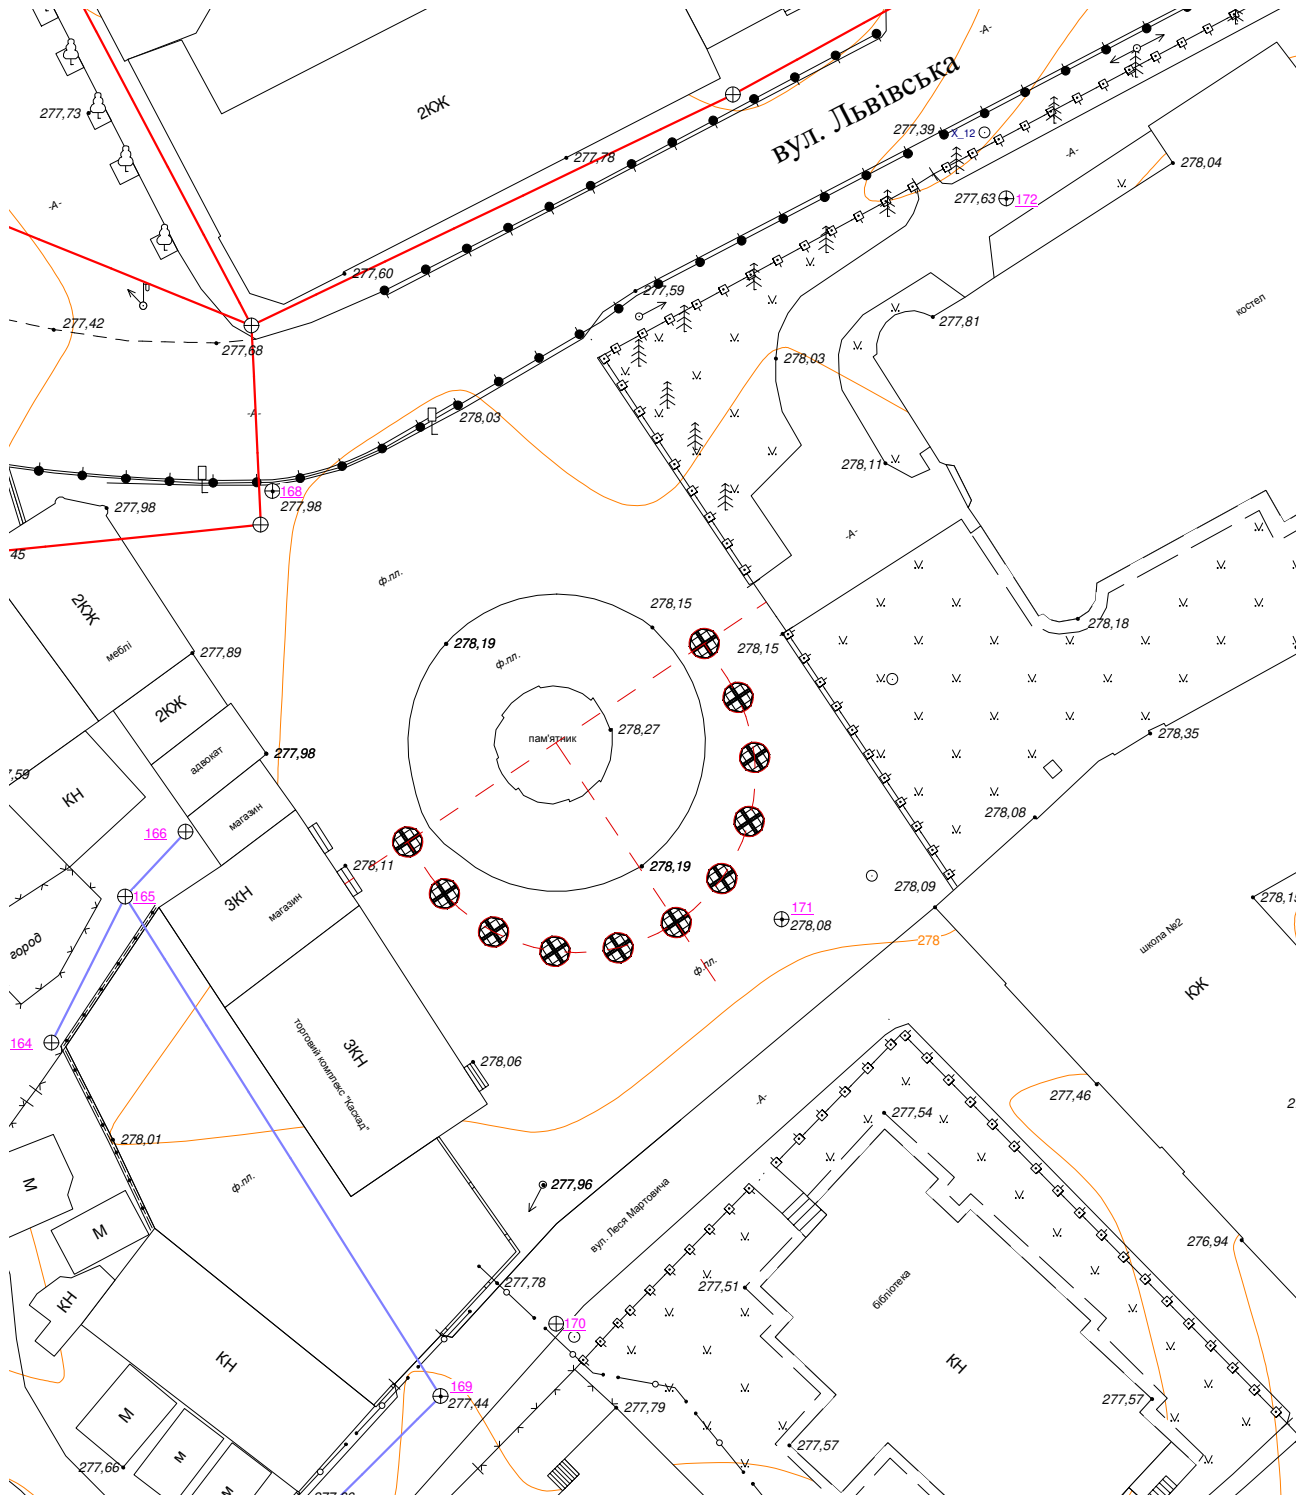 277,73
2КЖ
вул. Львівська
-А-
277,78
277,39
X_12
-А-
278,04
277,63
172
-А-
277,60
277,59
277,42
277,68
277,81
костел
278,03
-А-
278,03
278,11
168
277,98
277,98
45
-А-
ф.пл.
2КЖ
меблі
278,15
278,19
278,15
278,18
277,89
ф.пл.
2КЖ
пам'ятник
278,27
278,35
адвокат
277,98
7,59
КН
магазин
278,08
166
278,11
278,19
278,09
165
3КН
магазин
171
278,08
278,15
278
город
ф.пл.
школа №2
КЖ
164
торговий комплекс "Каскад"
3КН
278,06
277,46
-А-
277,54
2
278,01
ф.пл.
М
277,96
вул. Леся Мартовича
М
276,94
277,78
277,51
бібліотека
КН
170
КН
КН
169
277,44
277,79
277,57
М
277,57
277,66
М
М